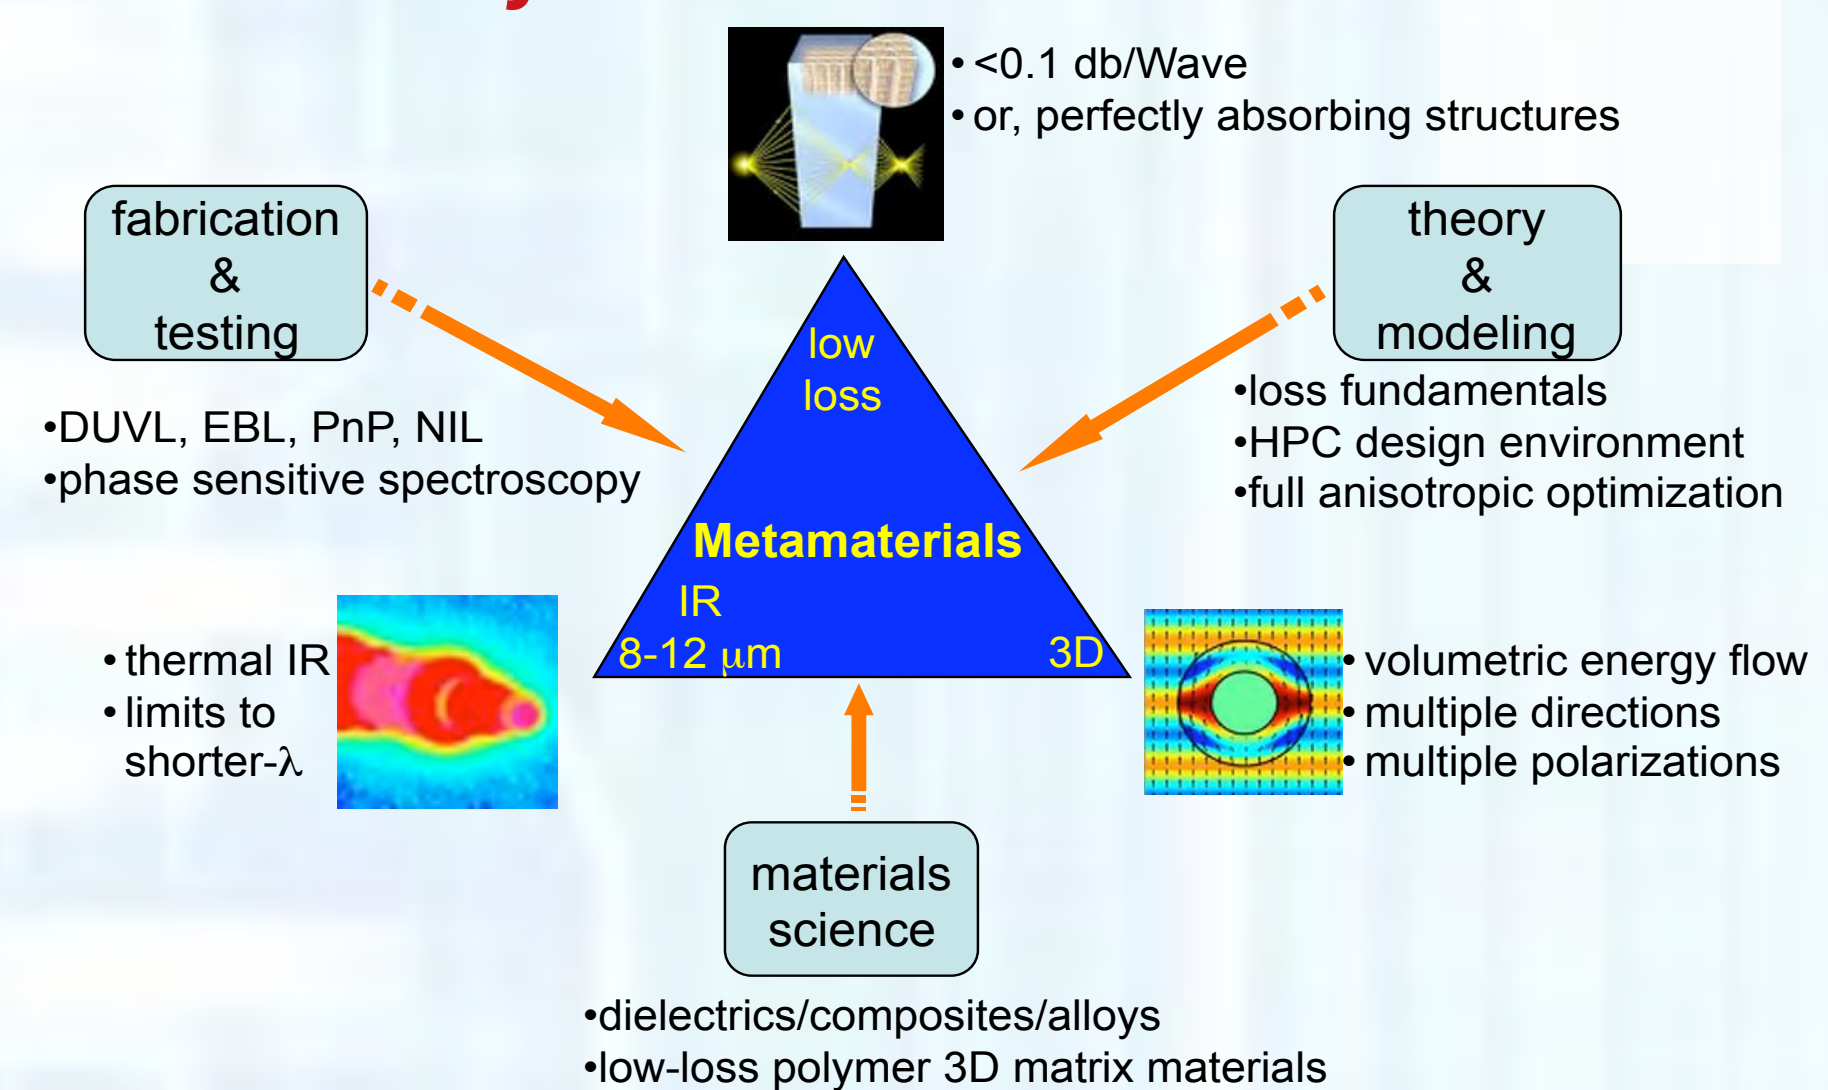 • <0.1 db/Wave
• or, perfectly absorbing structures
fabrication
&
testing
theory
&
modeling
•DUVL, EBL, PnP, NIL
•phase sensitive spectroscopy
low
loss
•loss fundamentals
•HPC design environment
•full anisotropic optimization
Metamaterials
IR
8-12 μm
3D
• thermal IR
• limits to
shorter-λ
• volumetric energy flow
• multiple directions
• multiple polarizations
materials
science
•dielectrics/composites/alloys
•low-loss polymer 3D matrix materials